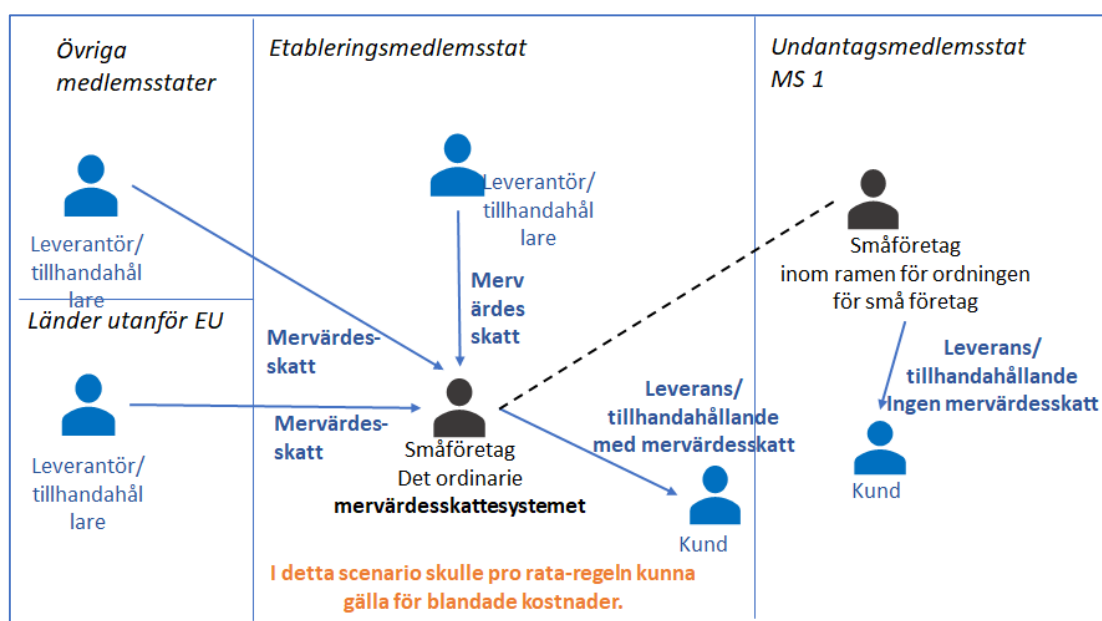 Övriga
medlemsstater
Leverantör/
tillhandahål
lare
Länder utanför EU
Leverantör/
tillhandahål
lare
Etableringsmedlemsstat
Leverantör/
tillhandahål
lare
Merv
ärdes
skatt
Mervärdes-
skatt
Mervärdes-
skatt
Småföretag
Det ordinarie
mervärdesskattesystemet
Leverans/
tillhandahållande
med mervärdesskatt
Kund
I detta scenario skulle pro rata-regeln kunna
gälla för blandade kostnader.
Undantagsmedlemsstat
MS 1
Småföretag
inom ramen för ordningen
för små företag
Leverans/
tillhandahållande
Ingen mervärdesskatt
Kund